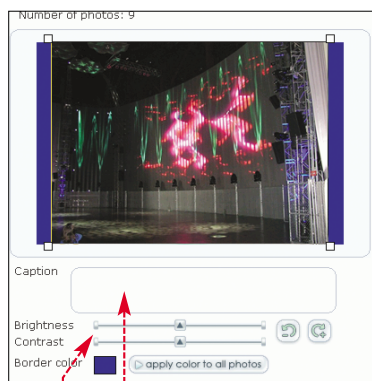 Number of photos: 9
Caption
Brightness
Contrast
Border color
apply color to all photos